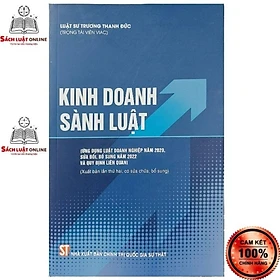 LUẬT SƯ TRƯƠNG THANH ĐỨC
(TRỌNG TÀI VIÊN VIAC)
SÁCH LUẬT ONLINE
KINH DOANH
SÀNH LUẬT
(ỨNG DỤNG LUẬT DOANH NGHIỆP NĂM 2020,
SỬA ĐỔI, BỔ SUNG NĂM 2022
VÀ QUY ĐỊNH LIÊN QUAN)
(Xuất bản lần thứ hai, có sửa chữa, bổ sung)
NHÀ XUẤT BẢN CHÍNH TRỊ QUỐC GIA SỰ THẬT
SÁCH LUẬT ONLINE
CAM KẾT
100%
CHÍNH HÃNG